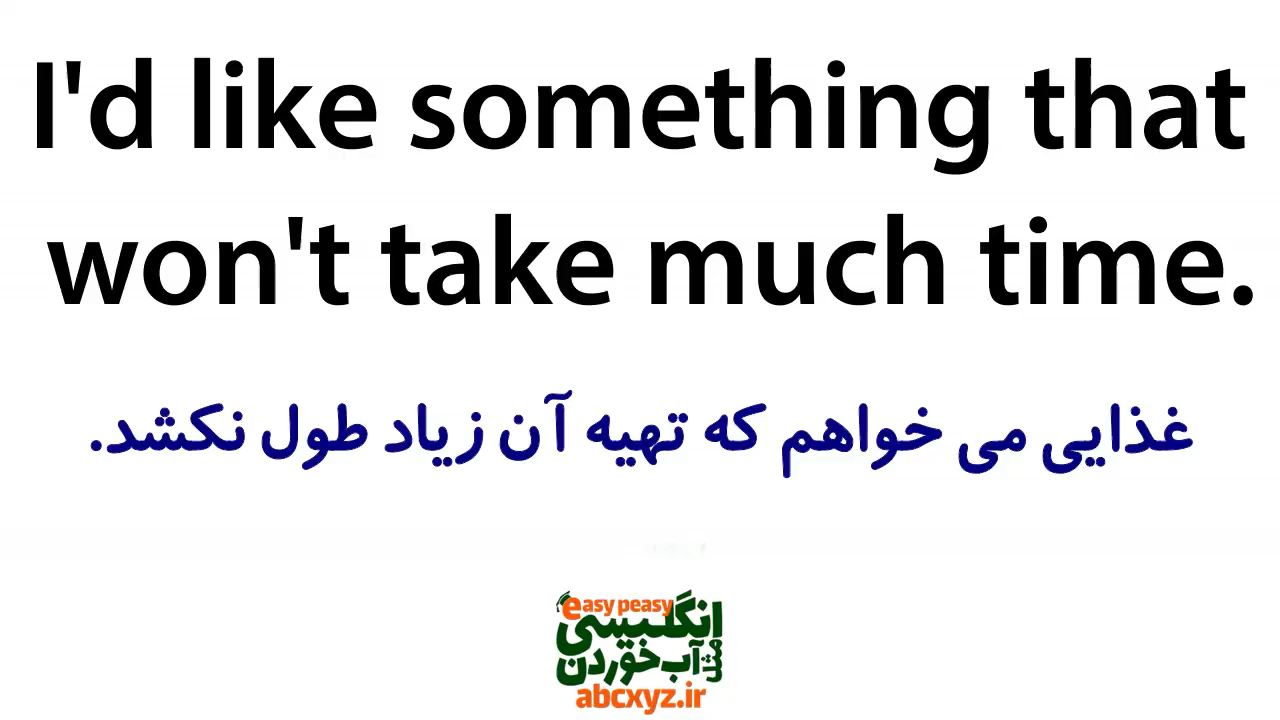 I'd like something that
won't take much time.
غذایی می خواهم که تهیه آن زیاد طول نکشد.
easy peasy
انگلیسی
مثل آب خوردن
abcxyz.ir